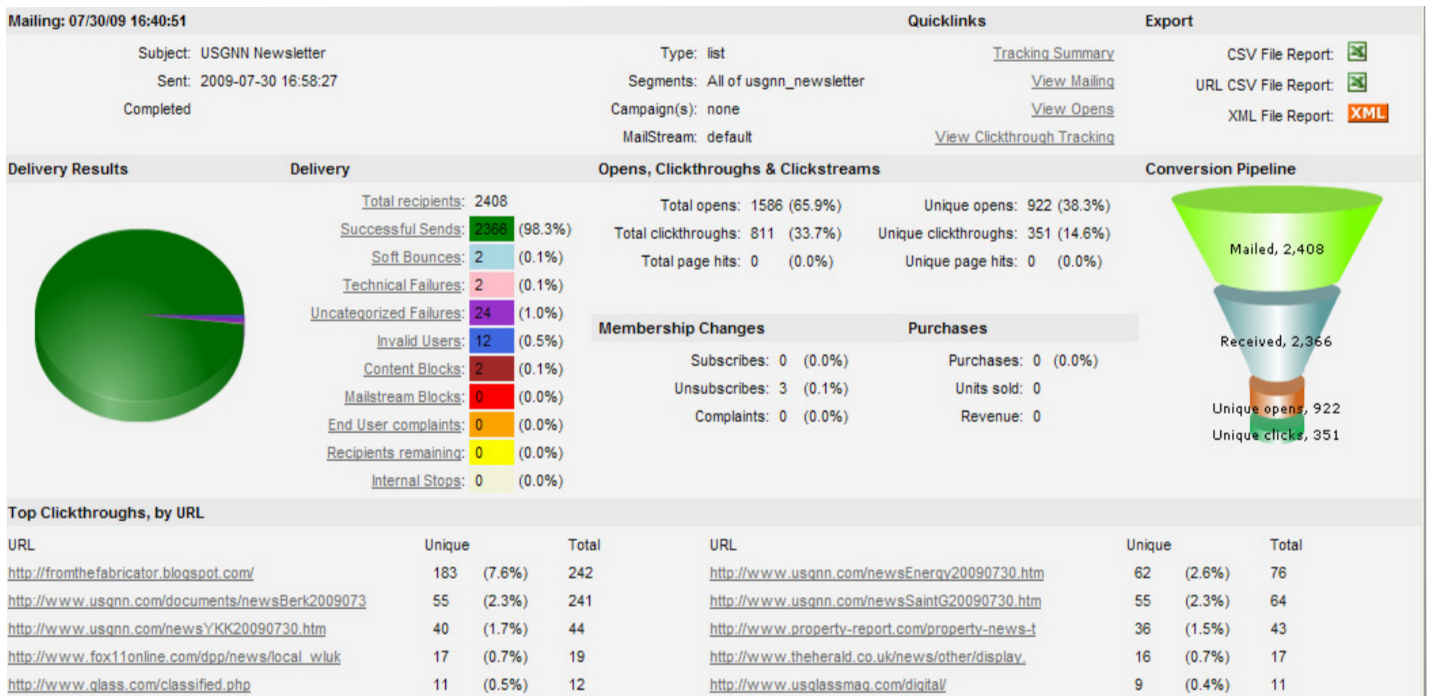 Mailing: 07/30/09 16:40:51
Quicklinks
Export
Subject: USGNN Newsletter
Sent: 2009-07-30 16:58:27
Completed
Type: list
Segments: All of usgnn_newsletter
Campaign(s): none
MailStream: default
Tracking Summary
View Mailing
View Opens
View Clickthrough Tracking
CSV File Report:
URL CSV File Report:
XML File Report: XML
Delivery Results
Delivery
Total recipients: 2408
Successful Sends: 2366 (98.3%)
Soft Bounces: 2 (0.1%)
Technical Failures: 2 (0.1%)
Uncategorized Failures: 24 (1.0%)
Invalid Users: 12 (0.5%)
Content Blocks: 2 (0.1%)
Mailstream Blocks: 0 (0.0%)
End User complaints: 0 (0.0%)
Recipients remaining: 0 (0.0%)
Internal Stops: 0 (0.0%)
Opens, Clickthroughs & Clickstreams
Total opens: 1586 (65.9%)
Total clickthroughs: 811 (33.7%)
Total page hits: 0 (0.0%)
Unique opens: 922 (38.3%)
Unique clickthroughs: 351 (14.6%)
Unique page hits: 0 (0.0%)
Membership Changes
Subscribes: 0 (0.0%)
Unsubscribes: 3 (0.1%)
Complaints: 0 (0.0%)
Purchases
Purchases: 0 (0.0%)
Units sold: 0
Revenue: 0
Conversion Pipeline
Mailed, 2,408
Received, 2,366
Unique opens, 922
Unique clicks, 351
Top Clickthroughs, by URL
URL Unique Total URL Unique Total
http://fromthefabricator.blogspot.com/ 183 (7.6%) 242 http://www.usgnn.com/newsEnergy20090730.htm 62 (2.6%) 76
http://www.usgnn.com/documents/newsBerk2009073 55 (2.3%) 241 http://www.usgnn.com/newsSaintG20090730.htm 55 (2.3%) 64
http://www.usgnn.com/newsYKK20090730.htm 40 (1.7%) 44 http://www.property-report.com/property-news-t 36 (1.5%) 43
http://www.fox11online.com/dpp/news/local_wluk 17 (0.7%) 19 http://www.theherald.co.uk/news/other/display. 16 (0.7%) 17
http://www.glass.com/classified.php 11 (0.5%) 12 http://www.usglassmag.com/digital/ 9 (0.4%) 11